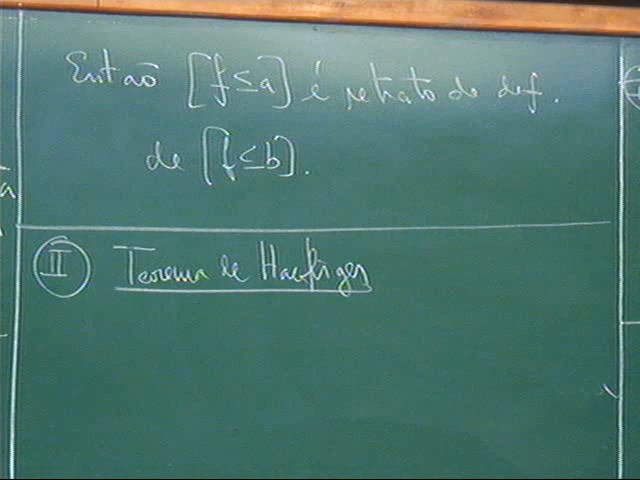 Então [f≤a] é retrato de def.
de [f≤b].
II Teorema de Haefliger